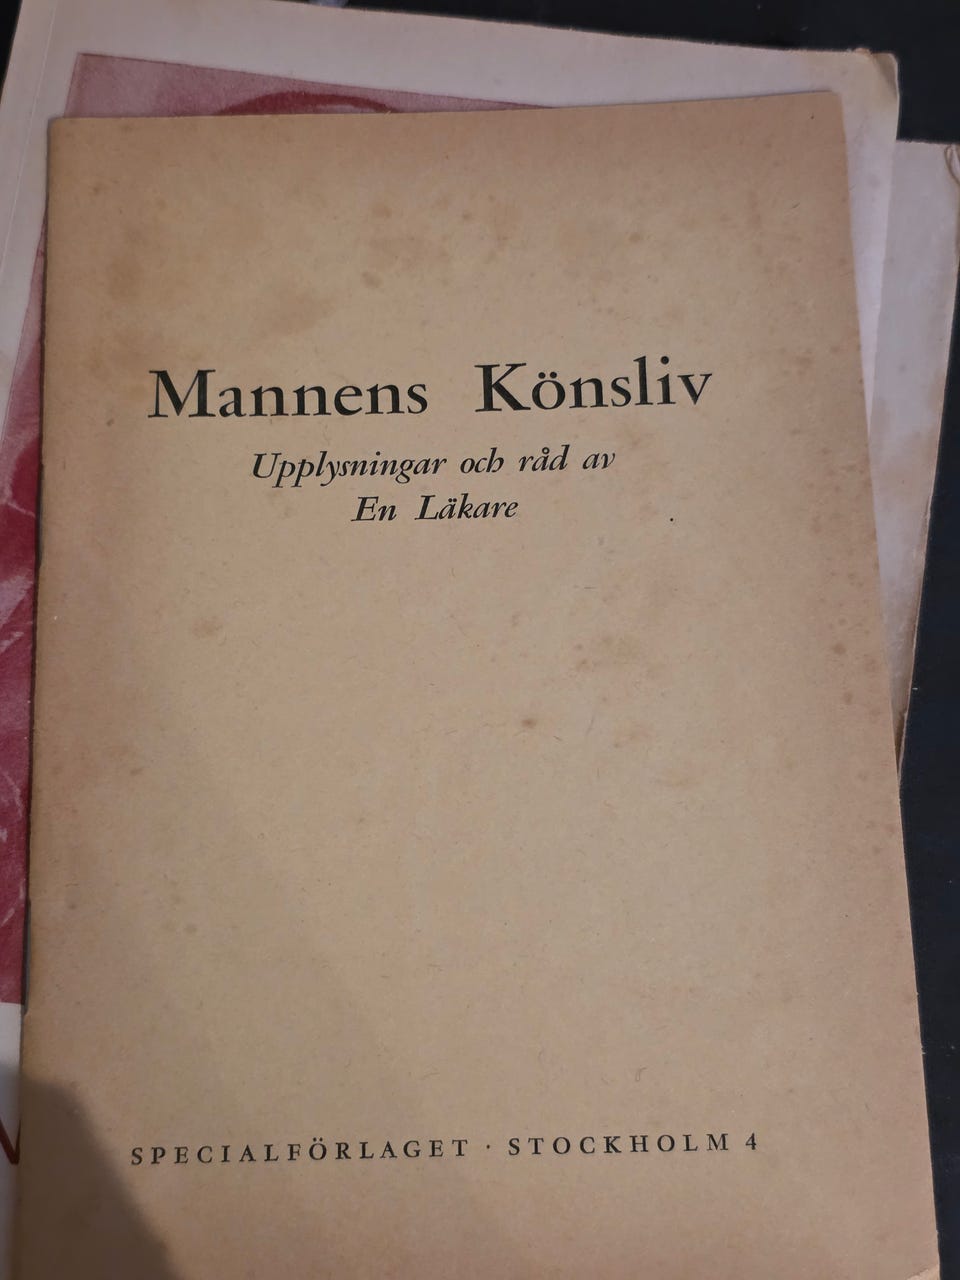 Mannens Könsliv
Upplysningar och råd av
En Läkare
SPECIALFÖRLAGET · STOCKHOLM 4